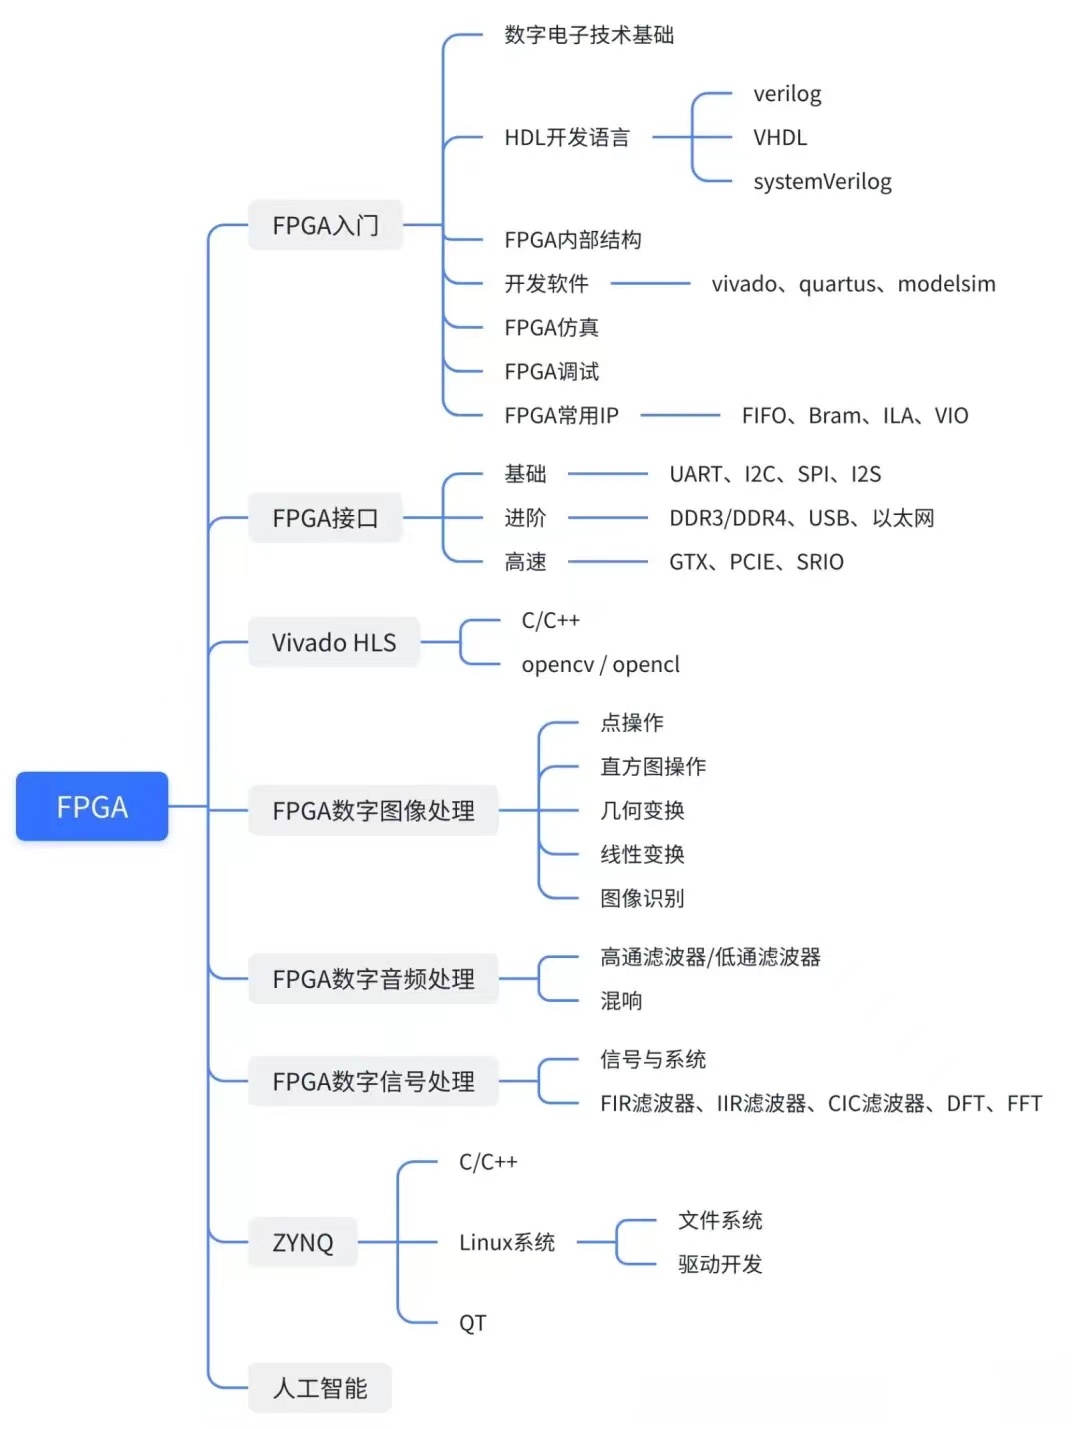 数字电子技术基础
verilog
HDL开发语言
VHDL
systemVerilog
FPGA入门
FPGA内部结构
开发软件
vivado、quartus、modelsim
FPGA仿真
FPGA调试
FPGA常用IP
FIFO、Bram、ILA、VIO
基础
UART、I2C、SPI、I2S
FPGA接口
进阶
DDR3/DDR4、USB、以太网
高速
GTX、PCIE、SRIO
C/C++
Vivado HLS
opencv / opencl
点操作
直方图操作
FPGA
FPGA数字图像处理
几何变换
线性变换
图像识别
高通滤波器/低通滤波器
FPGA数字音频处理
混响
信号与系统
FPGA数字信号处理
FIR滤波器、IIR滤波器、CIC滤波器、DFT、FFT
C/C++
文件系统
ZYNQ
Linux系统
驱动开发
QT
人工智能